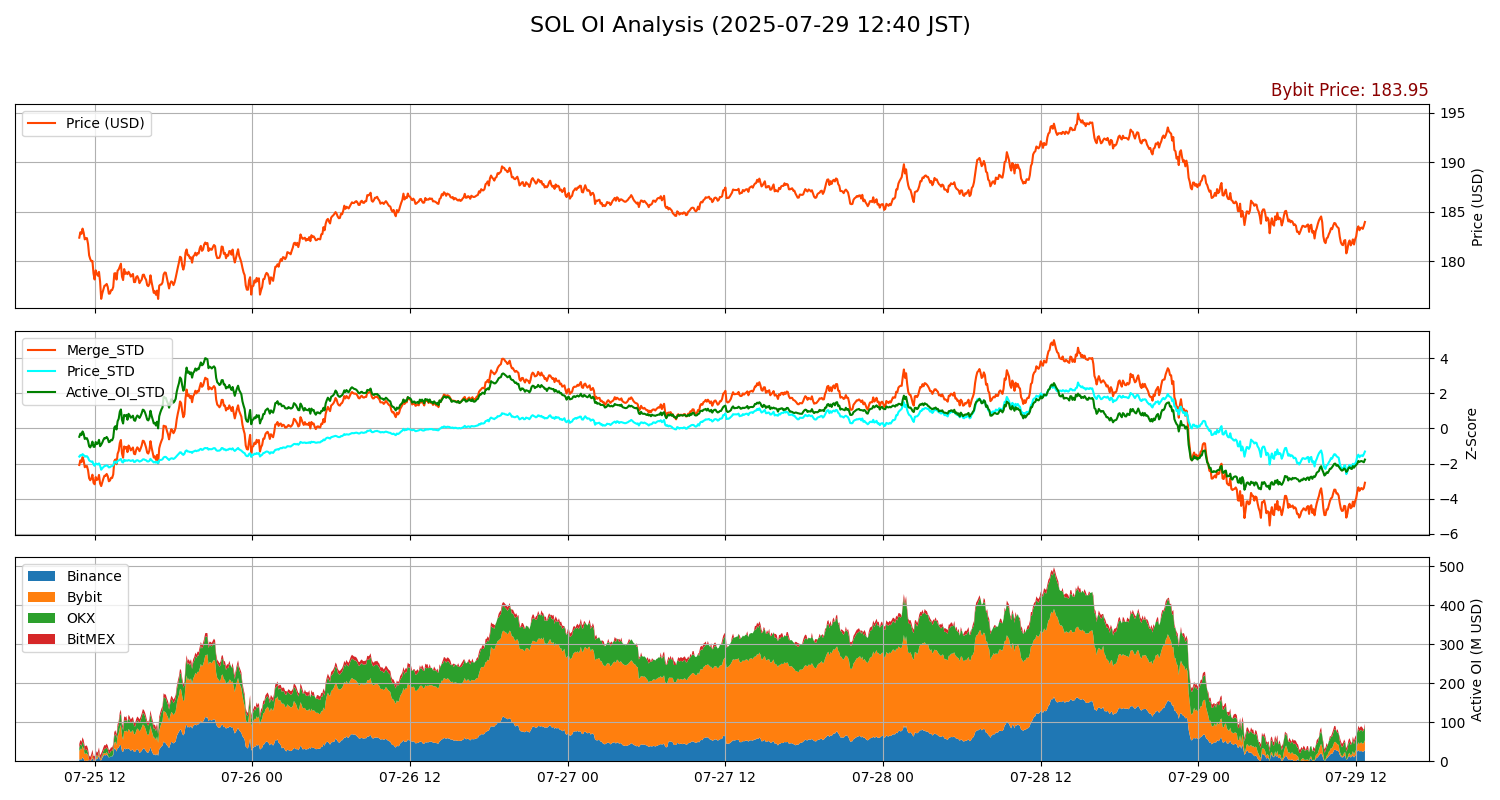 SOL OI Analysis (2025-07-29 12:40 JST)
Bybit Price: 183.95
Price (USD)
195
190
185
180
Price (USD)
Merge_STD
Price_STD
Active_OI_STD
4
2
0
−2
−4
−6
Z-Score
Binance
Bybit
OKX
BitMEX
500
400
300
200
100
0
Active OI (M USD)
07-25 12
07-26 00
07-26 12
07-27 00
07-27 12
07-28 00
07-28 12
07-29 00
07-29 12